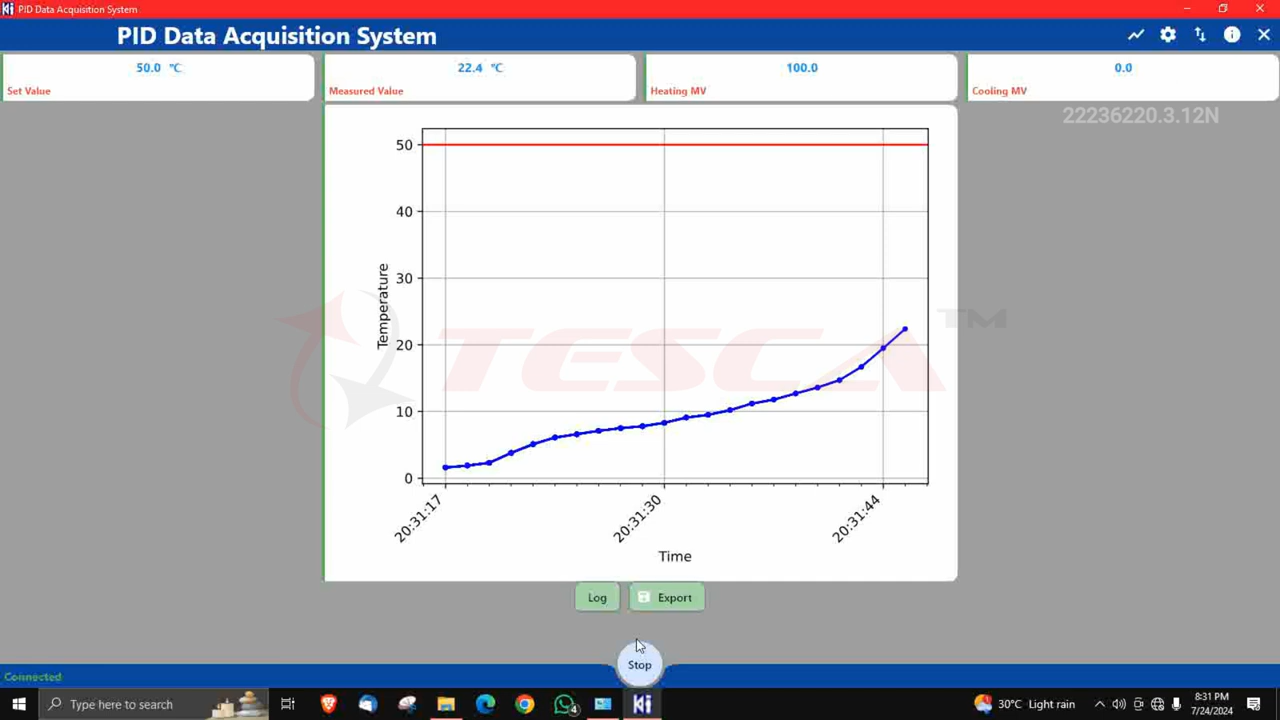 PID Data Acquisition System
PID Data Acquisition System
50.0 °C
Set Value
22.4 °C
Measured Value
100.0
Heating MV
0.0
Cooling MV
22236220.3.12N
50
40
30
20
10
0
Temperature
TESCA TM
20:31:17
20:31:30
20:31:44
Time
Log
Export
Stop
Connected
Type here to search
4
30°C Light rain
8:31 PM
7/24/2024